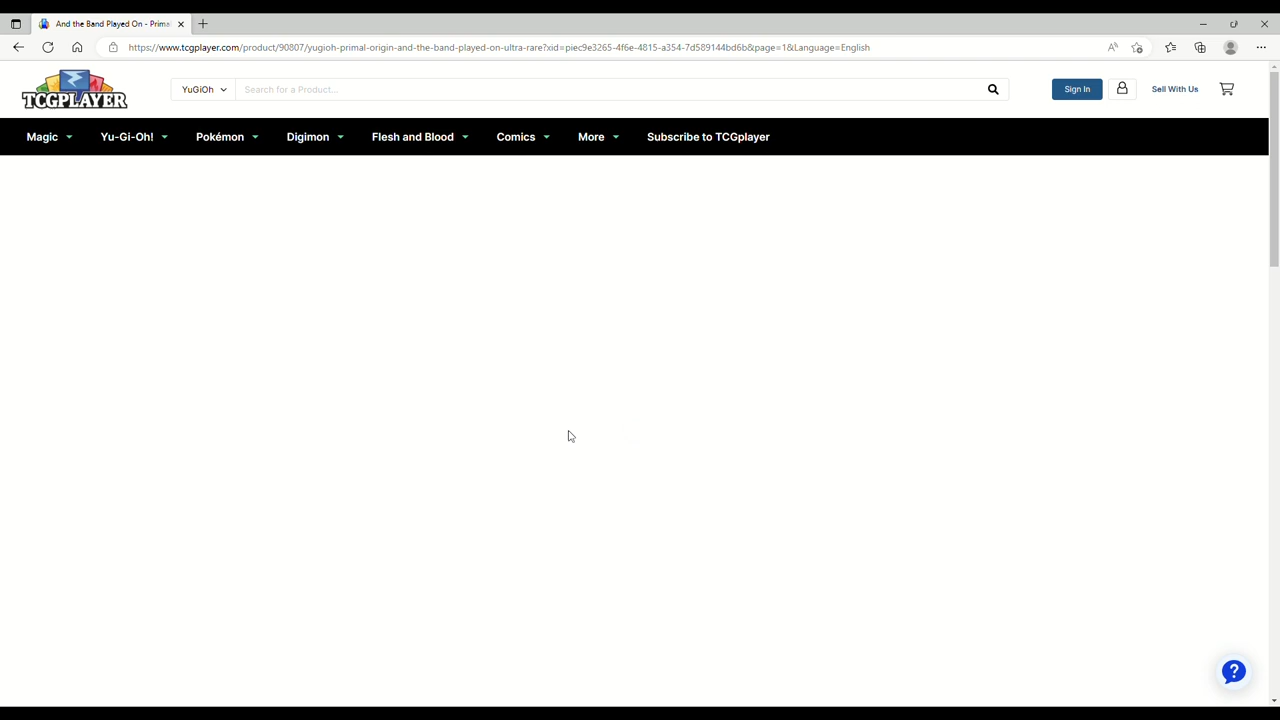 And the Band Played On - Prima
https://www.tcgplayer.com/product/90807/yugioh-primal-origin-and-the-band-played-on-ultra-rare?xid=piec9e3265-4f6e-4815-a354-7d589144bd6b&page=1&Language=English
TCGPLAYER
YuGiOh
Search for a Product...
Sign In
Sell With Us
Magic
Yu-Gi-Oh!
Pokémon
Digimon
Flesh and Blood
Comics
More
Subscribe to TCGplayer